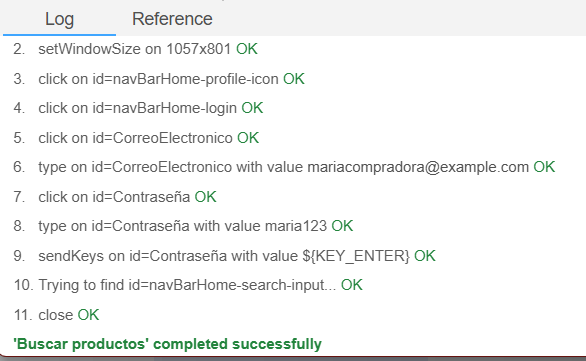 Log Reference
2. setWindowSize on 1057x801 OK
3. click on id=navBarHome-profile-icon OK
4. click on id=navBarHome-login OK
5. click on id=CorreoElectronico OK
6. type on id=CorreoElectronico with value mariacompradora@example.com OK
7. click on id=Contraseña OK
8. type on id=Contraseña with value maria123 OK
9. sendKeys on id=Contraseña with value ${KEY_ENTER} OK
10. Trying to find id=navBarHome-search-input... OK
11. close OK
'Buscar productos' completed successfully